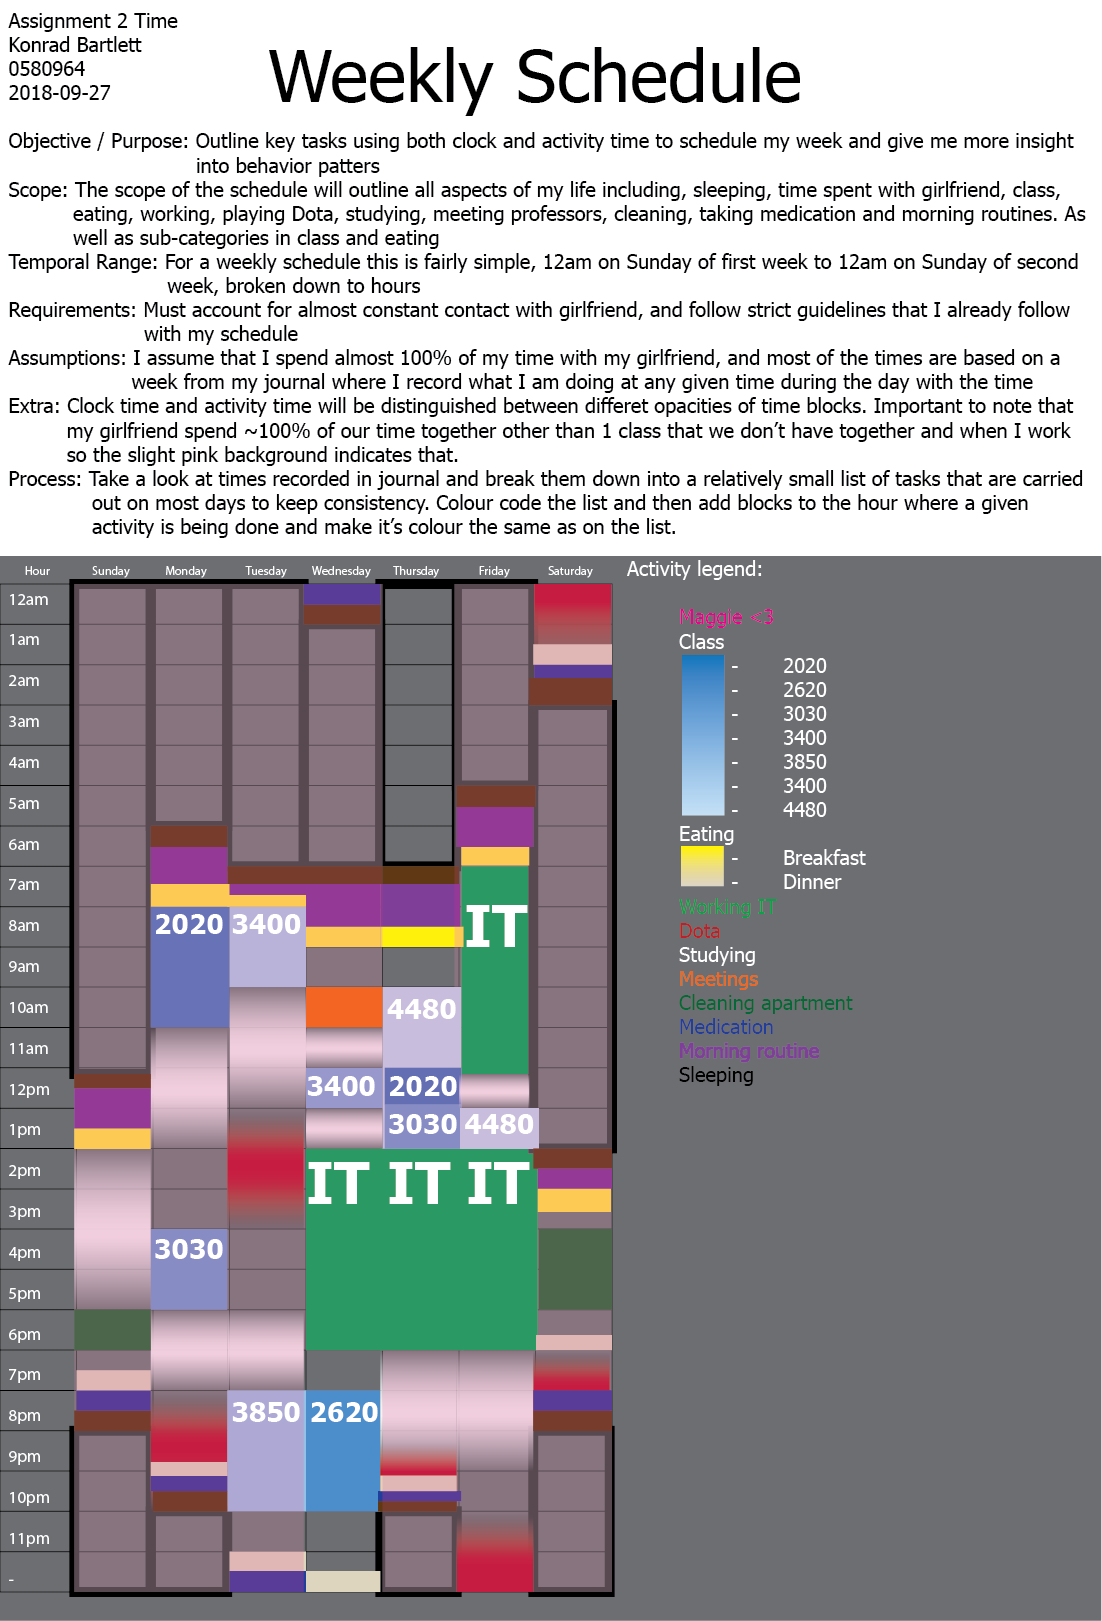 Assignment 2 Time
Konrad Bartlett
0580964
2018-09-27
Weekly Schedule
Objective / Purpose: Outline key tasks using both clock and activity time to schedule my week and give me more insight
into behavior patters
Scope: The scope of the schedule will outline all aspects of my life including, sleeping, time spent with girlfriend, class,
eating, working, playing Dota, studying, meeting professors, cleaning, taking medication and morning routines. As
well as sub-categories in class and eating
Temporal Range: For a weekly schedule this is fairly simple, 12am on Sunday of first week to 12am on Sunday of second
week, broken down to hours
Requirements: Must account for almost constant contact with girlfriend, and follow strict guidelines that I already follow
with my schedule
Assumptions: I assume that I spend almost 100% of my time with my girlfriend, and most of the times are based on a
week from my journal where I record what I am doing at any given time during the day with the time
Extra: Clock time and activity time will be distinguished between differet opacities of time blocks. Important to note that
my girlfriend spend ~100% of our time together other than 1 class that we don't have together and when I work
so the slight pink background indicates that.
Process: Take a look at times recorded in journal and break them down into a relatively small list of tasks that are carried
out on most days to keep consistency. Colour code the list and then add blocks to the hour where a given
activity is being done and make it's colour the same as on the list.
Hour Sunday Monday Tuesday Wednesday Thursday Friday Saturday
12am
1am
2am
3am
4am
5am
6am
7am
8am 2020 3400 IT
9am
10am 4480
11am
12pm 3400 2020
1pm 3030 4480
2pm IT IT IT
3pm
4pm 3030
5pm
6pm
7pm
8pm 3850 2620
9pm
10pm
11pm
-
Activity legend:
Maggie <3
Class
- 2020
- 2620
- 3030
- 3400
- 3850
- 3400
- 4480
Eating
- Breakfast
- Dinner
Working IT
Dota
Studying
Meetings
Cleaning apartment
Medication
Morning routine
Sleeping